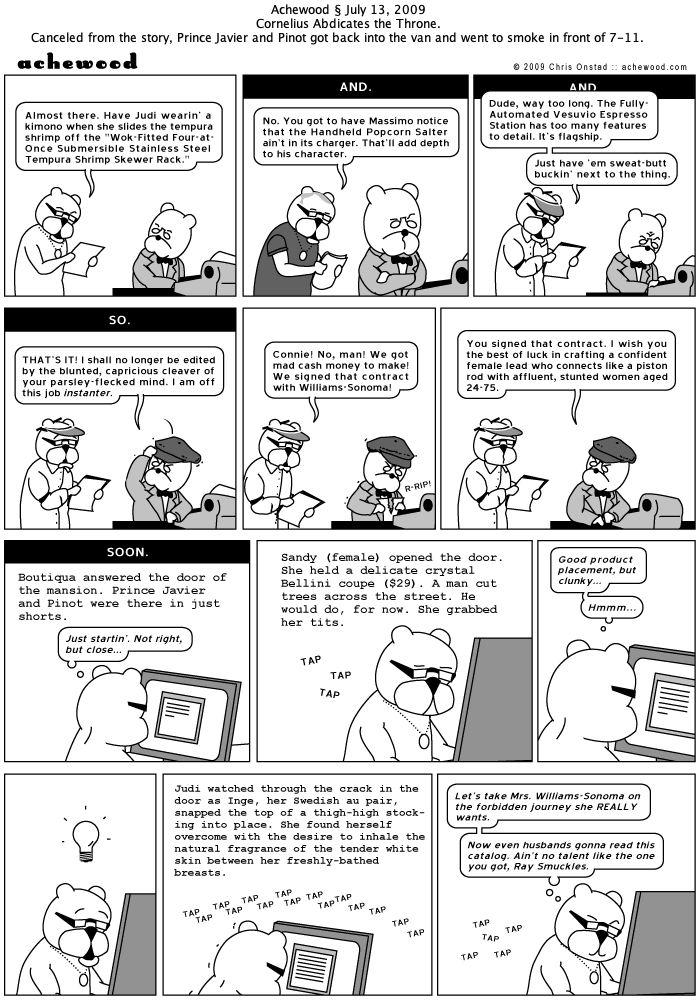 Achewood § July 13, 2009
Cornelius Abdicates the Throne.
Canceled from the story, Prince Javier and Pinot got back into the van and went to smoke in front of 7-11.
achewood
© 2009 Chris Onstad :: achewood.com
Almost there. Have Judi wearin' a
kimono when she slides the tempura
shrimp off the "Wok-Fitted Four-at-
Once Submersible Stainless Steel
Tempura Shrimp Skewer Rack."
AND.
No. You got to have Massimo notice
that the Handheld Popcorn Salter
ain't in its charger. That'll add depth
to his character.
AND
Dude, way too long. The Fully-
Automated Vesuvio Espresso
Station has too many features
to detail. It's flagship.
Just have 'em sweat-butt
buckin' next to the thing.
SO.
THAT'S IT! I shall no longer be edited
by the blunted, capricious cleaver of
your parsley-flecked mind. I am off
this job instanter.
Connie! No, man! We got
mad cash money to make!
We signed that contract
with Williams-Sonoma!
R-RIP!
You signed that contract. I wish you
the best of luck in crafting a confident
female lead who connects like a piston
rod with affluent, stunted women aged
24-75.
SOON.
Boutiqua answered the door of
the mansion. Prince Javier
and Pinot were there in just
shorts.
Just startin'. Not right,
but close...
Sandy (female) opened the door.
She held a delicate crystal
Bellini coupe ($29). A man cut
trees across the street. He
would do, for now. She grabbed
her tits.
TAP
TAP
TAP
Good product
placement, but
clunky...
Hmmm...
Judi watched through the crack in the
door as Inge, her Swedish au pair,
snapped the top of a thigh-high stock-
ing into place. She found herself
overcome with the desire to inhale the
natural fragrance of the tender white
skin between her freshly-bathed
breasts.
TAP TAP TAP TAP TAP TAP TAP TAP TAP TAP TAP TAP TAP TAP
Let's take Mrs. Williams-Sonoma on
the forbidden journey she REALLY
wants.
Now even husbands gonna read this
catalog. Ain't no talent like the one
you got, Ray Smuckles.
TAP
TAP TAP
TAP TAP